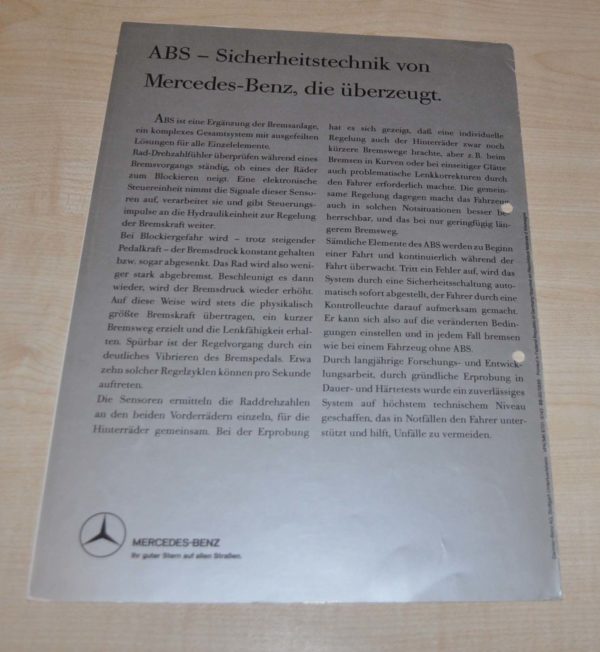 ABS – Sicherheitstechnik von
Mercedes-Benz, die überzeugt.
ABS ist eine Ergänzung der Bremsanlage,
ein komplexes Gesamtsystem mit ausgefeilten
Lösungen für alle Einzelelemente.
Rad-Drehzahlfühler überprüfen während eines
Bremsvorgangs ständig, ob eines der Räder
zum Blockieren neigt. Eine elektronische
Steuereinheit nimmt die Signale dieser Senso-
ren auf, verarbeitet sie und gibt Steuerungs-
impulse an die Hydraulikeinheit zur Regelung
der Bremskraft weiter.
Bei Blockiergefahr wird – trotz steigender
Pedalkraft – der Bremsdruck konstant gehalten
bzw. sogar abgesenkt. Das Rad wird also weni-
ger stark abgebremst. Beschleunigt es dann
wieder, wird der Bremsdruck wieder erhöht.
Auf diese Weise wird stets die physikalisch
größte Bremskraft übertragen, ein kurzer
Bremsweg erzielt und die Lenkfähigkeit erhal-
ten. Spürbar ist der Regelvorgang durch ein
deutliches Vibrieren des Bremspedals. Etwa
zehn solcher Regelzyklen können pro Sekunde
auftreten.
Die Sensoren ermitteln die Raddrehzahlen
an den beiden Vorderrädern einzeln, für die
Hinterräder gemeinsam. Bei der Erprobung
hat es sich gezeigt, daß eine individuelle
Regelung auch der Hinterräder zwar noch
kürzere Bremswege brachte, aber z.B. beim
Bremsen in Kurven oder bei einseitiger Glätte
auch problematische Lenkkorrekturen durch
den Fahrer erforderlich machte. Die gemein-
same Regelung dagegen macht das Fahrzeug
auch in solchen Notsituationen besser be-
herrschbar, und das bei nur geringfügig län-
gerem Bremsweg.
Sämtliche Elemente des ABS werden zu Beginn
einer Fahrt und kontinuierlich während der
Fahrt überwacht. Tritt ein Fehler auf, wird das
System durch eine Sicherheitsschaltung auto-
matisch sofort abgestellt, der Fahrer durch eine
Kontrolleuchte darauf aufmerksam gemacht.
Er kann sich also auf die veränderten Bedin-
gungen einstellen und in jedem Fall bremsen
wie bei einem Fahrzeug ohne ABS.
Durch langjährige Forschungs- und Entwick-
lungsarbeit, durch gründliche Erprobung in
Dauer- und Härtetests wurde ein zuverlässiges
System auf höchstem technischem Niveau
geschaffen, das in Notfällen den Fahrer unter-
stützt und hilft, Unfälle zu vermeiden.
MERCEDES-BENZ
Ihr guter Stern auf allen Straßen.